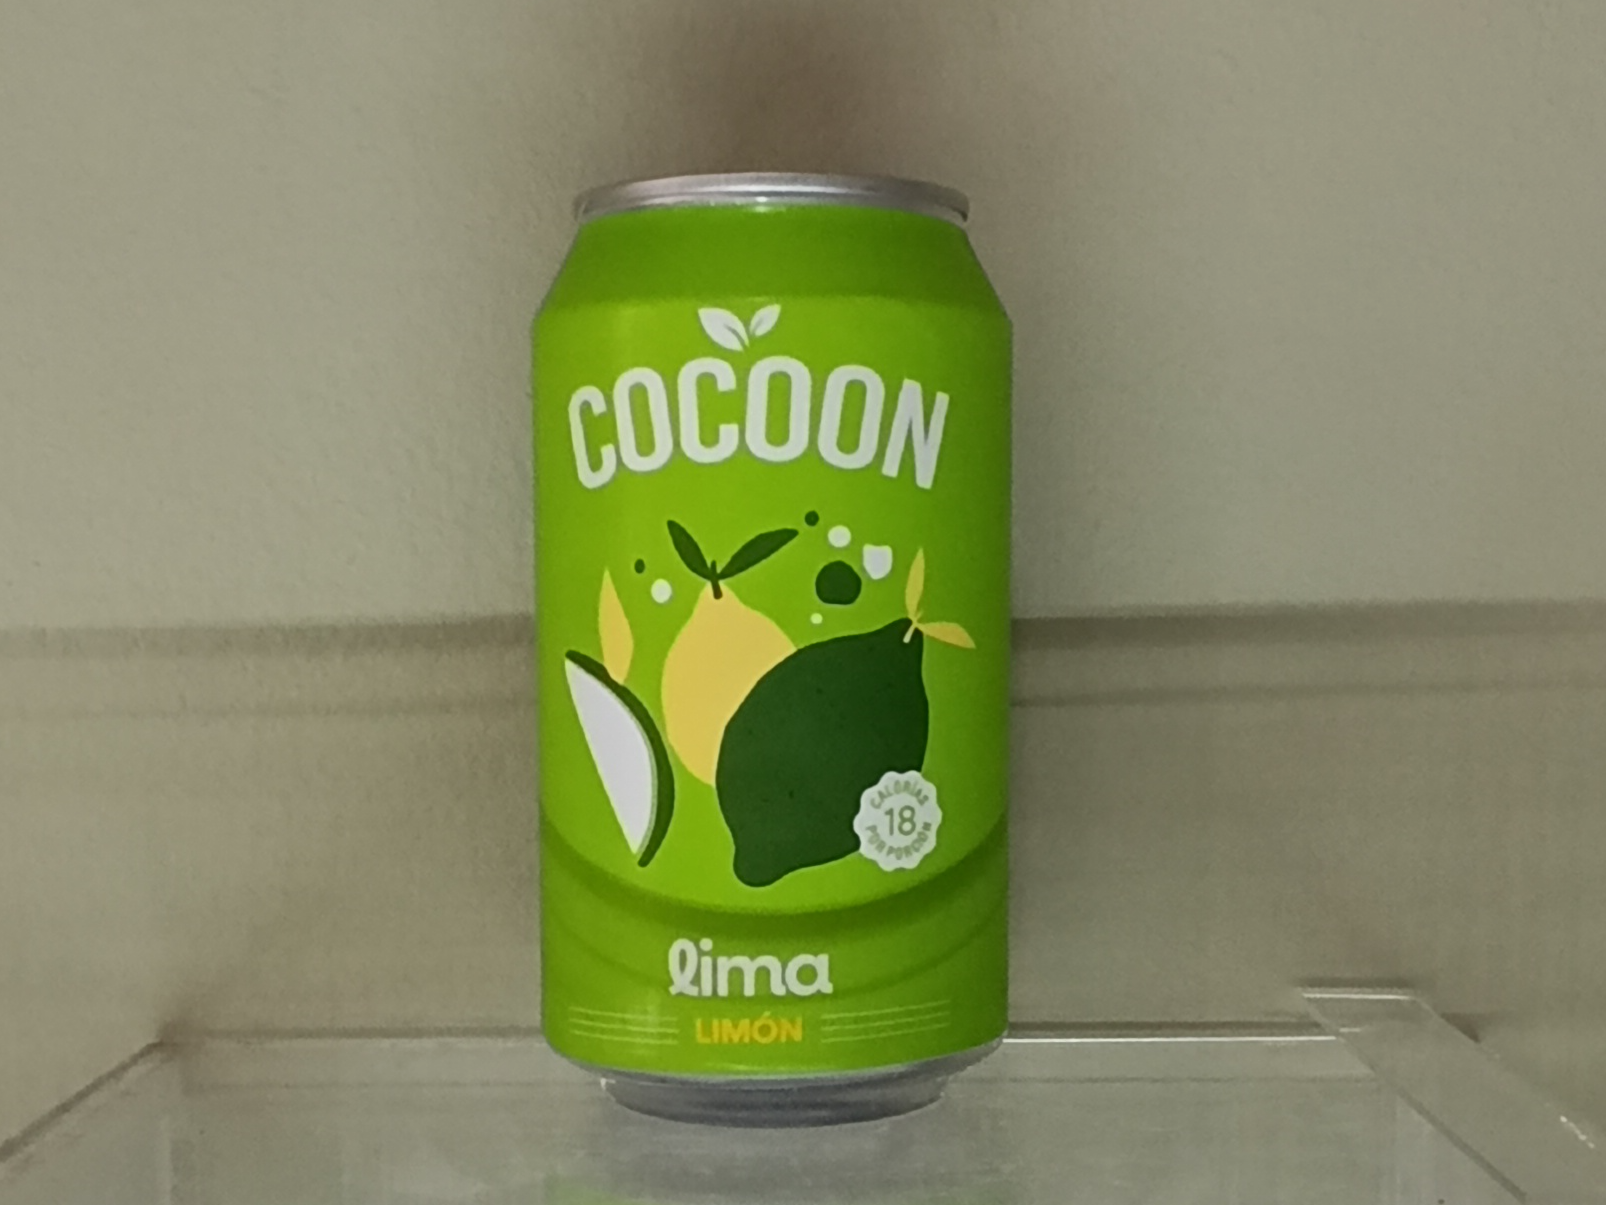 COCOON
CALORÍAS
18
POR PORCIÓN
lima
LIMÓN